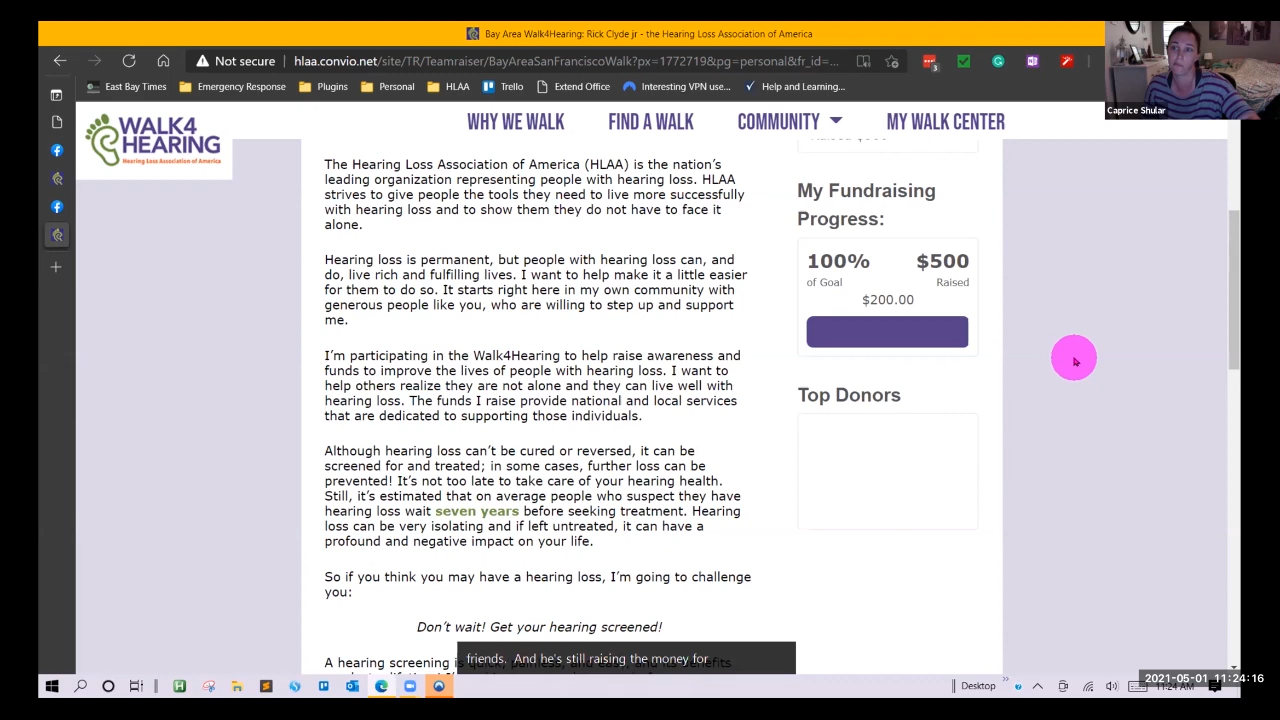 Bay Area Walk4Hearing: Rick Clyde jr - the Hearing Loss Association of America
Not secure
hlaa.convio.net/site/TR/Teamraiser/BayAreaSanFranciscoWalk?px=1772719&pg=personal&fr_id=...
3
East Bay Times
Emergency Response
Plugins
Personal
HLAA
Trello
Extend Office
Interesting VPN use...
Help and Learning...
Caprice Shular
WALK4
HEARING
Hearing Loss Association of America
WHY WE WALK
FIND A WALK
COMMUNITY
MY WALK CENTER
The Hearing Loss Association of America (HLAA) is the nation's
leading organization representing people with hearing loss. HLAA
strives to give people the tools they need to live more successfully
with hearing loss and to show them they do not have to face it
alone.
Hearing loss is permanent, but people with hearing loss can, and
do, live rich and fulfilling lives. I want to help make it a little easier
for them to do so. It starts right here in my own community with
generous people like you, who are willing to step up and support
me.
I'm participating in the Walk4Hearing to help raise awareness and
funds to improve the lives of people with hearing loss. I want to
help others realize they are not alone and they can live well with
hearing loss. The funds I raise provide national and local services
that are dedicated to supporting those individuals.
Although hearing loss can't be cured or reversed, it can be
screened for and treated; in some cases, further loss can be
prevented! It's not too late to take care of your hearing health.
Still, it's estimated that on average people who suspect they have
hearing loss wait seven years before seeking treatment. Hearing
loss can be very isolating and if left untreated, it can have a
profound and negative impact on your life.
So if you think you may have a hearing loss, I'm going to challenge
you:
Don't wait! Get your hearing screened!
A hearing screening
My Fundraising
Progress:
100%
$500
of Goal
Raised
$200.00
Top Donors
friends. And he's still raising the money for
Desktop
2021-05-01 11:24:16